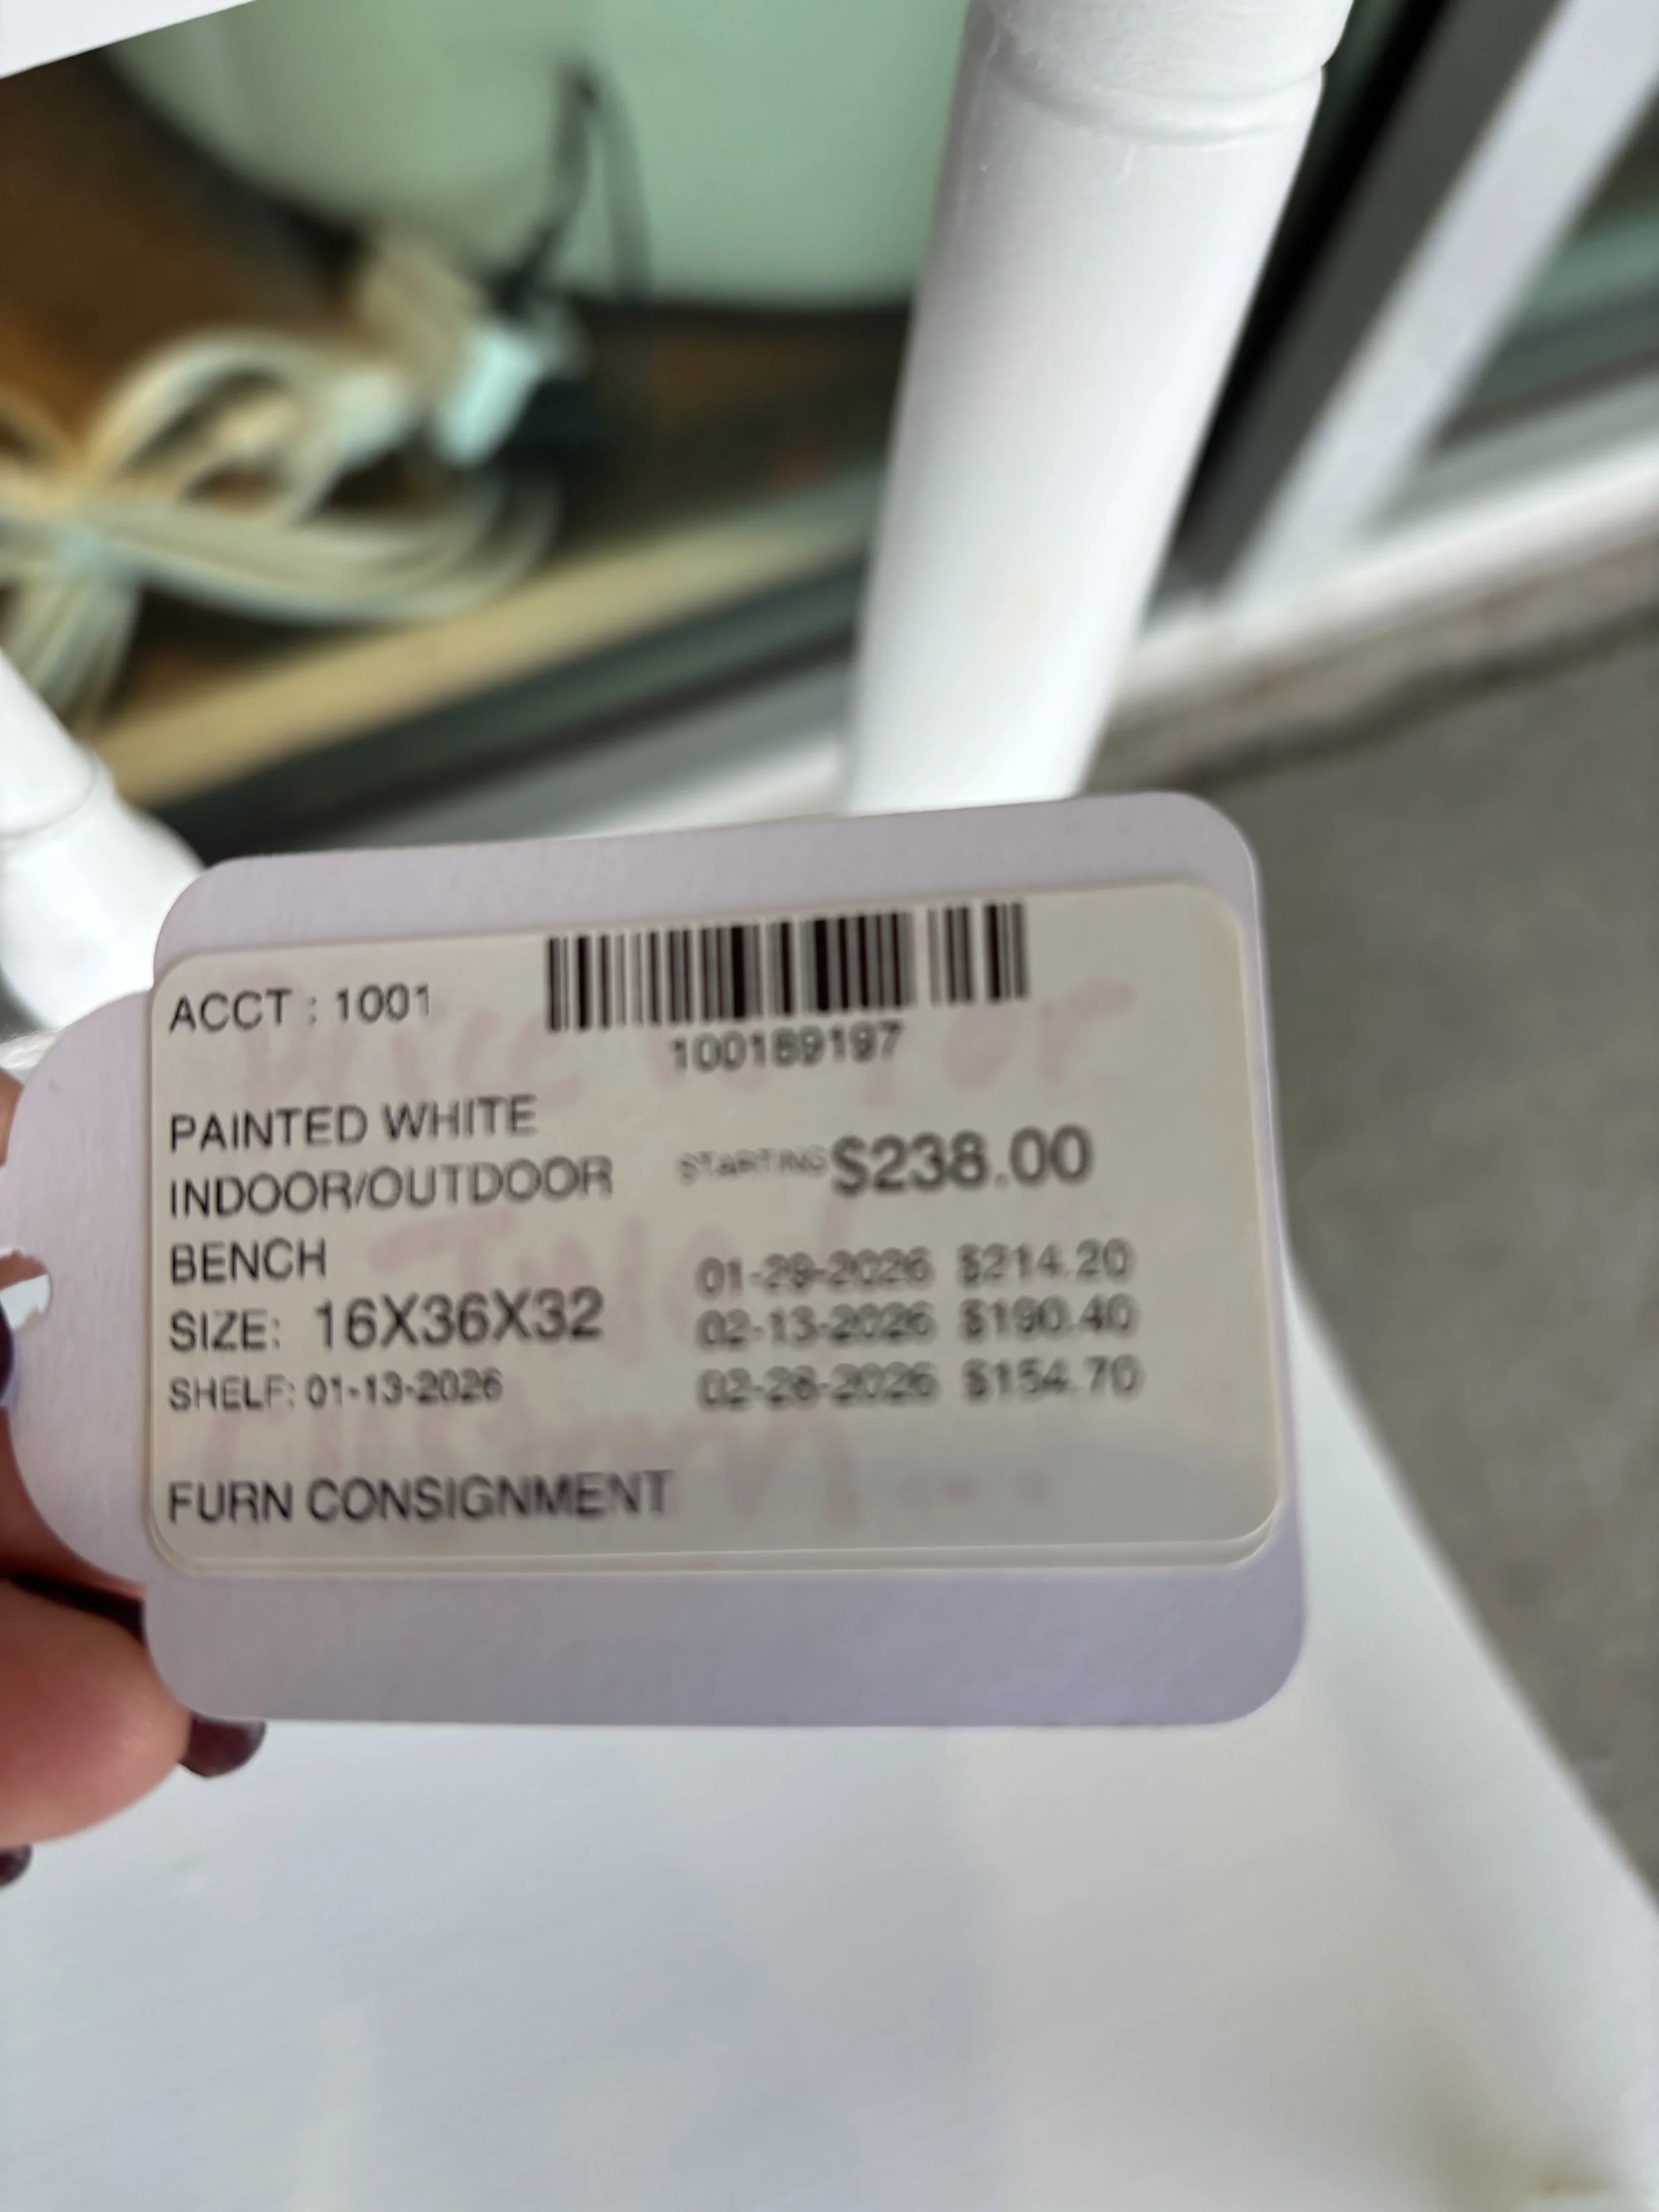 ACCT : 1001
100189197
PAINTED WHITE
INDOOR/OUTDOOR
BENCH
STARTING $238.00
SIZE: 16X36X32
SHELF: 01-13-2026
01-29-2026 $214.20
02-13-2026 $190.40
02-28-2026 $154.70
FURN CONSIGNMENT